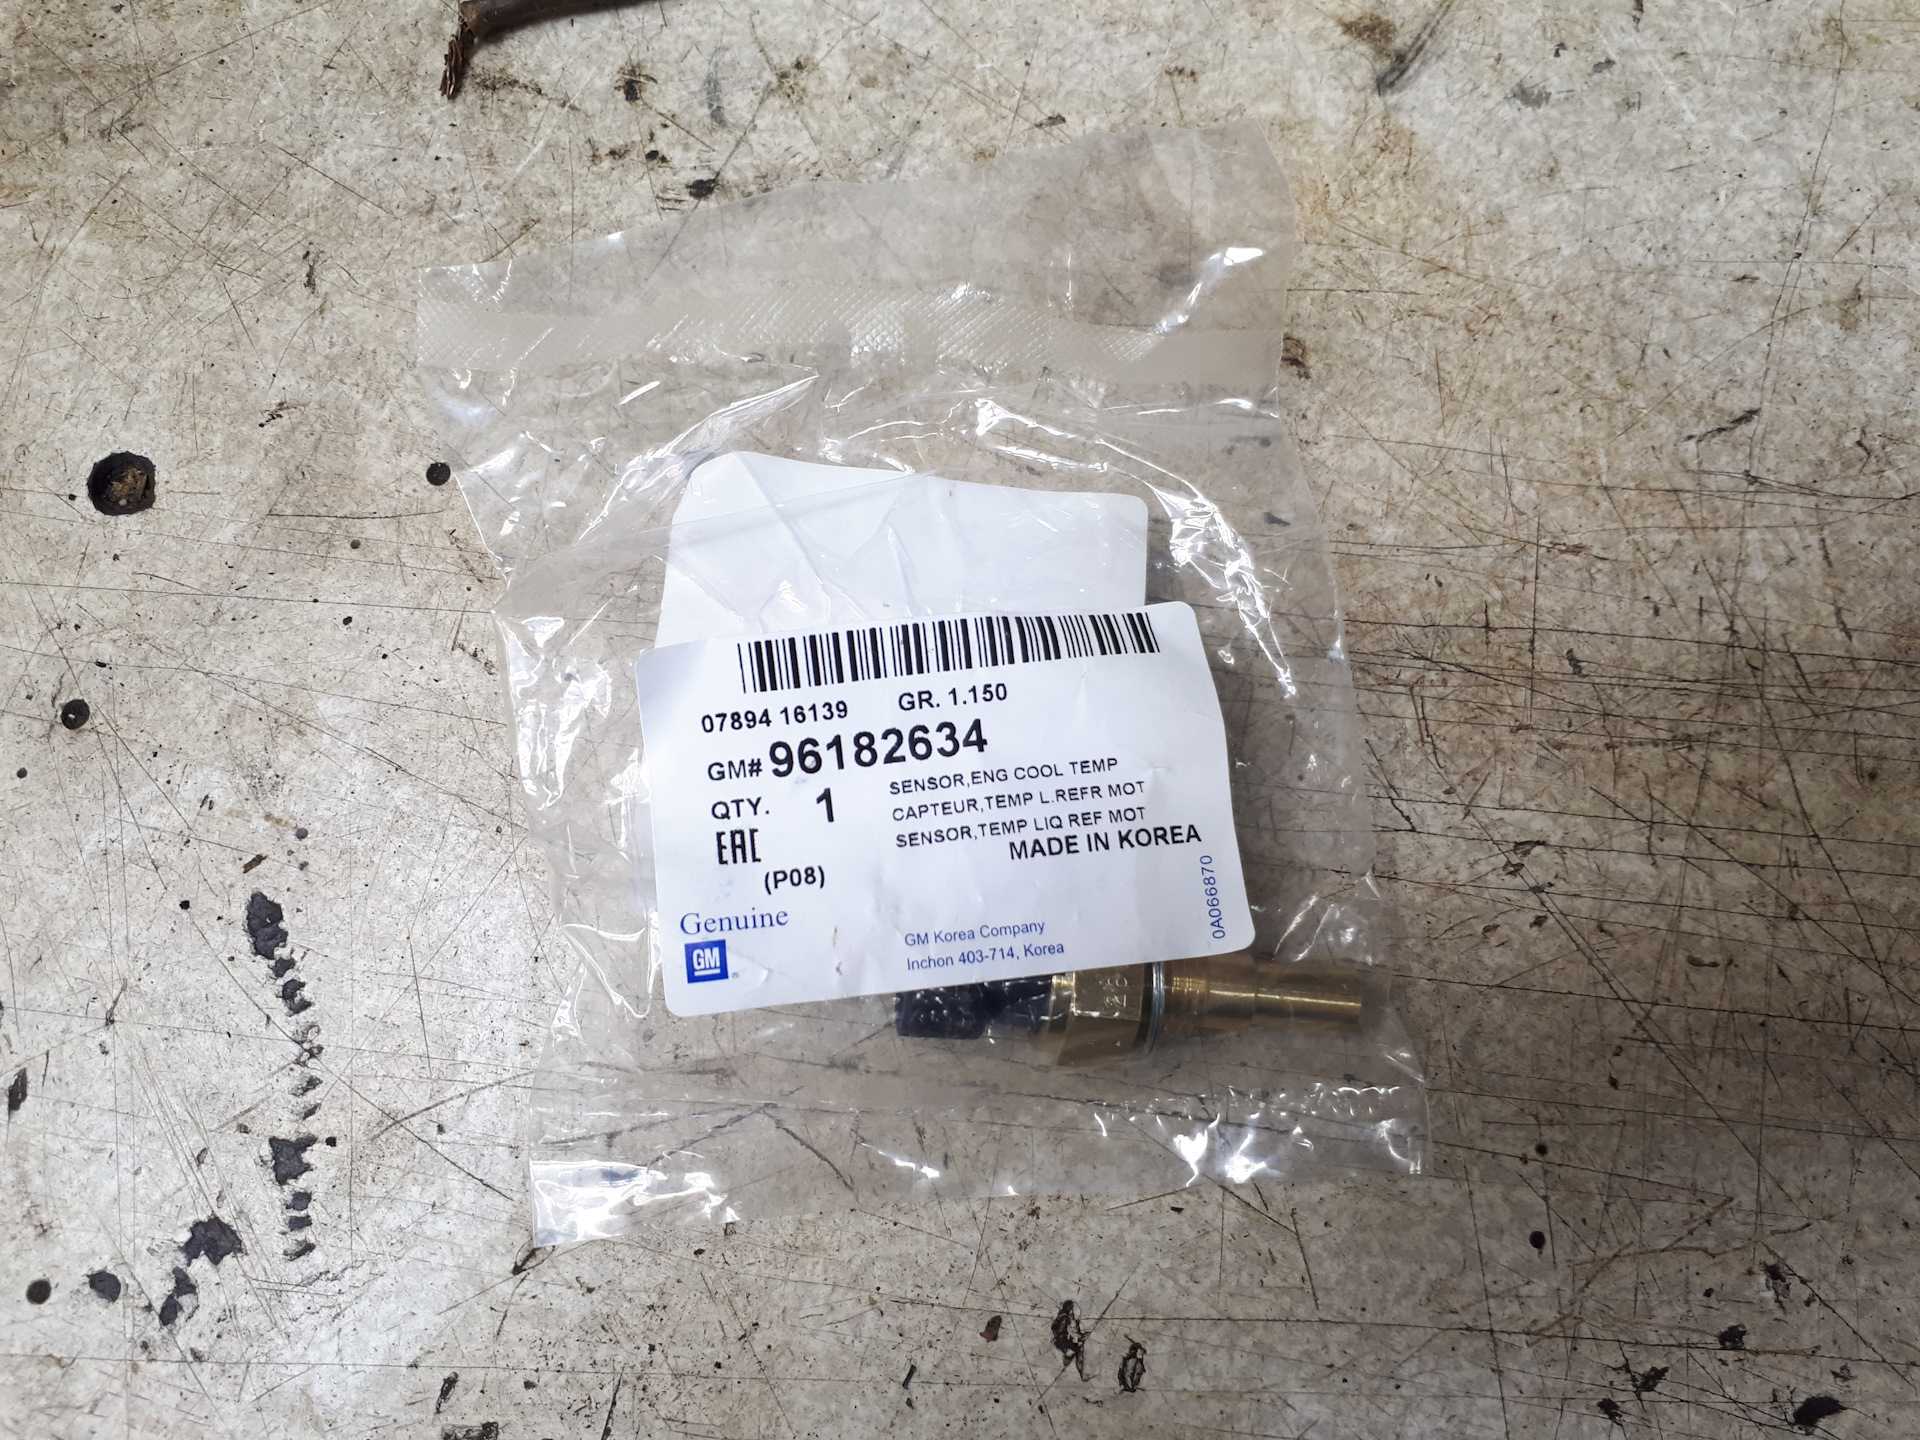 07894 16139 GR. 1.150
GM# 96182634
QTY. 1
SENSOR,ENG COOL TEMP
CAPTEUR,TEMP L.REFR MOT
SENSOR,TEMP LIQ REF MOT
EAC
MADE IN KOREA
(P08)
Genuine
GM
GM Korea Company
Inchon 403-714, Korea
0A066870